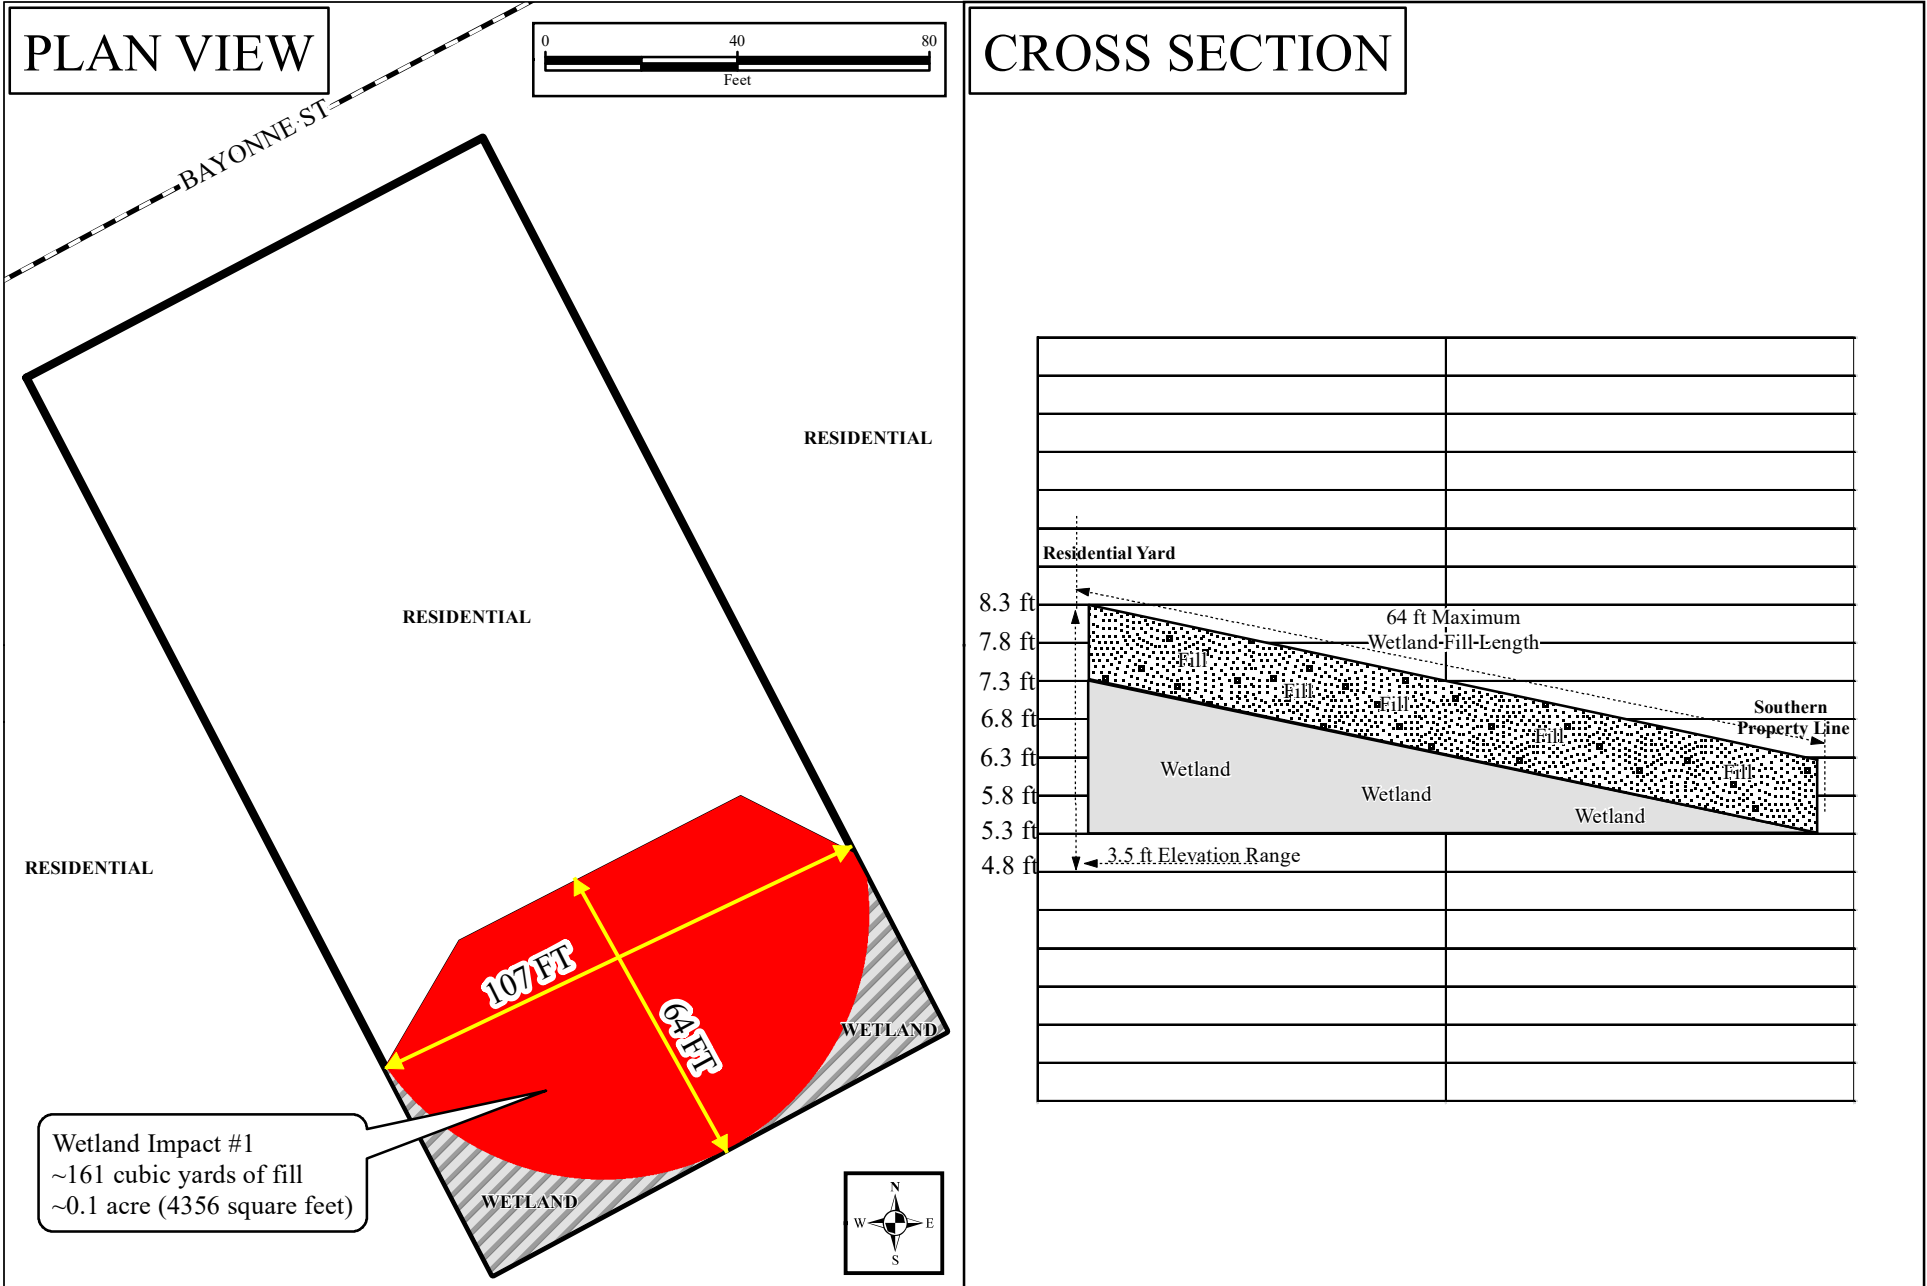 PLAN VIEW
0 40 80
Feet
BAYONNE ST
RESIDENTIAL
RESIDENTIAL
RESIDENTIAL
107 FT
64 FT
WETLAND
WETLAND
Wetland Impact #1
~161 cubic yards of fill
~0.1 acre (4356 square feet)
N
W E
S
CROSS SECTION
Residential Yard
8.3 ft
7.8 ft
7.3 ft
6.8 ft
6.3 ft
5.8 ft
5.3 ft
4.8 ft
64 ft Maximum
Wetland Fill Length
Southern
Property Line
Fill
Fill
Fill
Fill
Fill
Wetland
Wetland
Wetland
3.5 ft Elevation Range